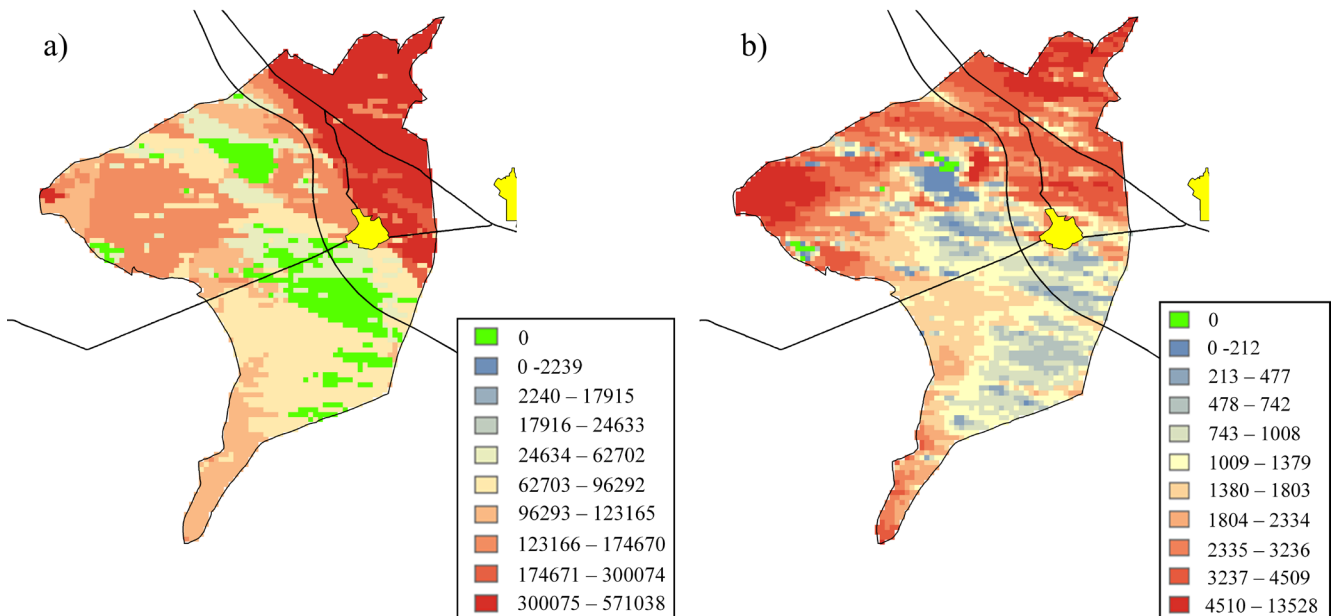 a)
0
0 -2239
2240 – 17915
17916 – 24633
24634 – 62702
62703 – 96292
96293 – 123165
123166 – 174670
174671 – 300074
300075 – 571038
b)
0
0 -212
213 – 477
478 – 742
743 – 1008
1009 – 1379
1380 – 1803
1804 – 2334
2335 – 3236
3237 – 4509
4510 – 13528